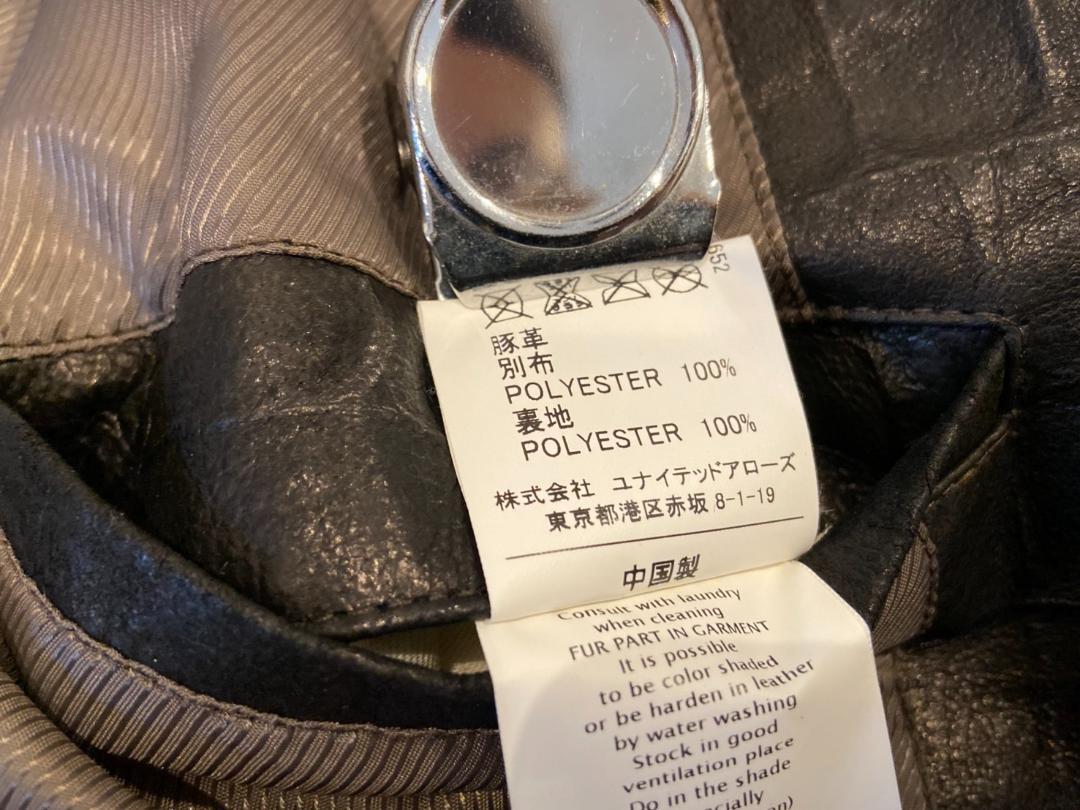 652
豚革
別布
POLYESTER 100%
裏地
POLYESTER 100%
株式会社 ユナイテッドアローズ
東京都港区赤坂 8-1-19
中国製
Consult with laundry
when cleaning
FUR PART IN GARMENT
It is possible
to be color shaded
or be harden in leather
by water washing
Stock in good
ventilation place
Do in the shade